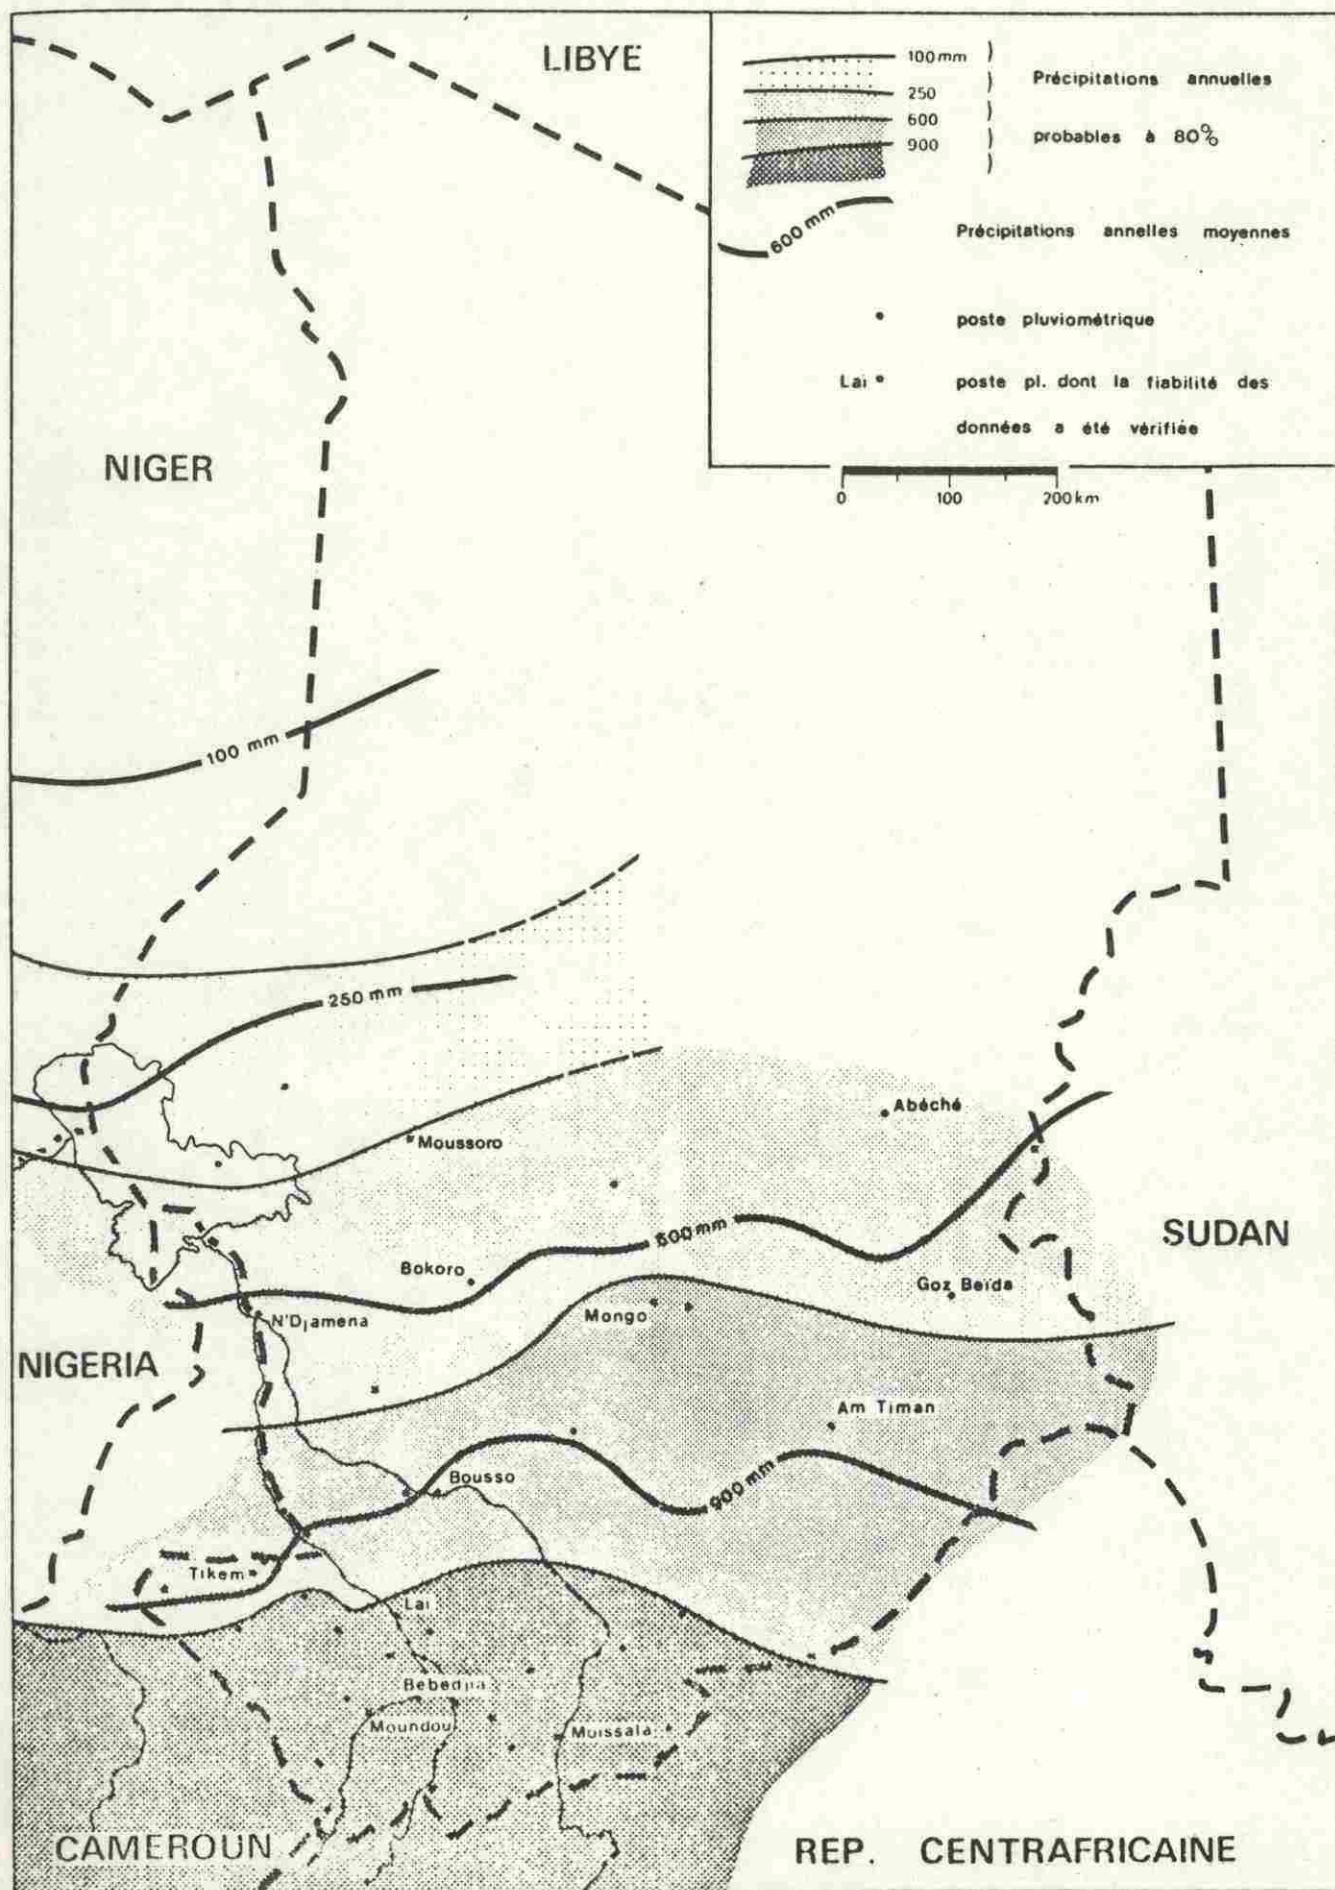 LIBYE
100 mm
250
600
900
Précipitations annuelles
probables à 80%
600 mm
Précipitations annelles moyennes
poste pluviométrique
Lai
poste pl. dont la fiabilité des
données a été vérifiée
0 100 200 km
NIGER
100 mm
250 mm
Abéché
Moussoro
600 mm
SUDAN
Bokoro
Goz Beïda
Mongo
N'Djamena
NIGERIA
Am Timan
Bousso
900 mm
Tikem
Lai
Bebedjia
Moundou
Moissala
CAMEROUN
REP. CENTRAFRICAINE